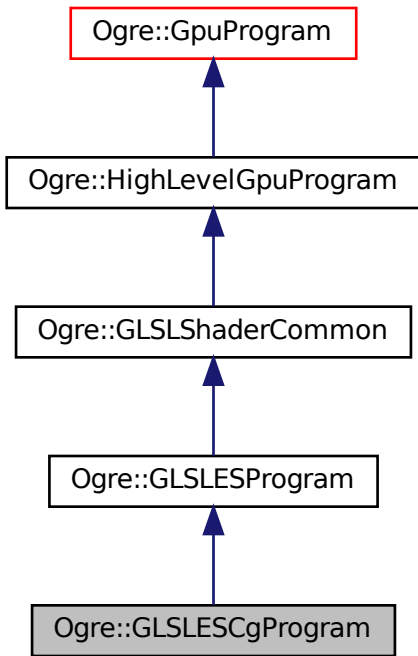 Ogre::GpuProgram
Ogre::HighLevelGpuProgram
Ogre::GLSLShaderCommon
Ogre::GLSLESProgram
Ogre::GLSLESCgProgram